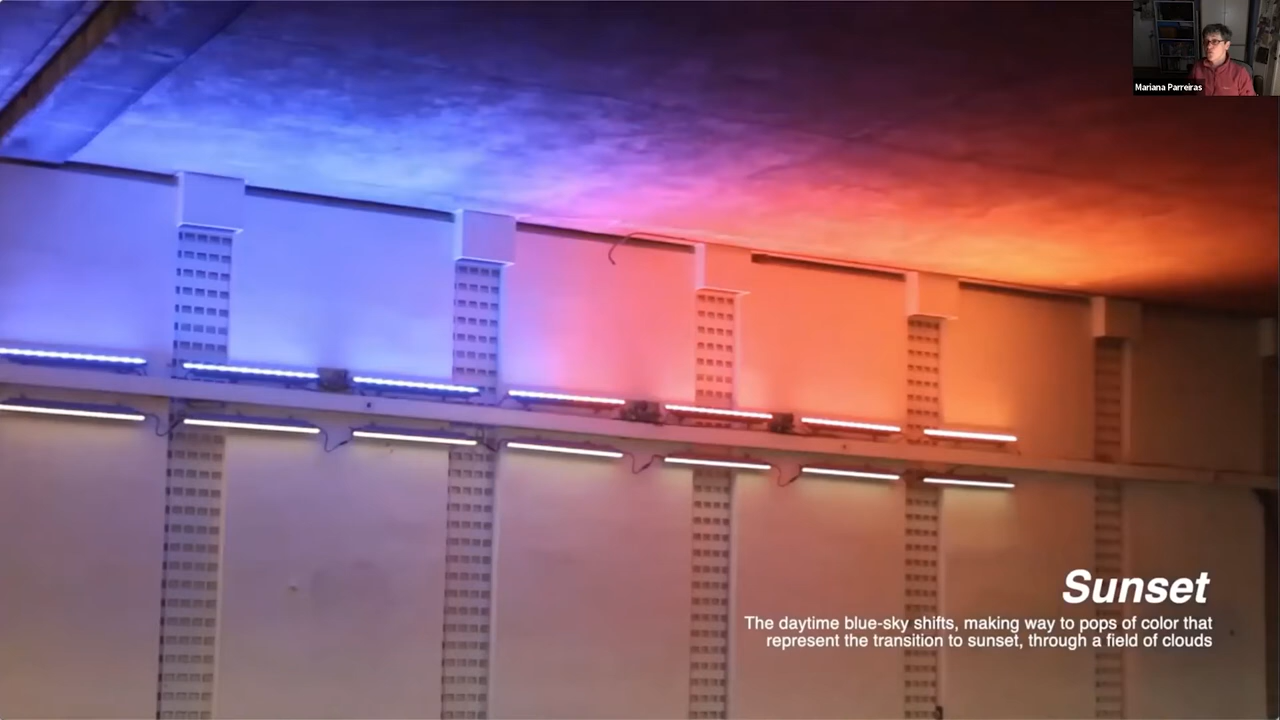 Mariana Parreiras
Sunset
The daytime blue-sky shifts, making way to pops of color that
represent the transition to sunset, through a field of clouds